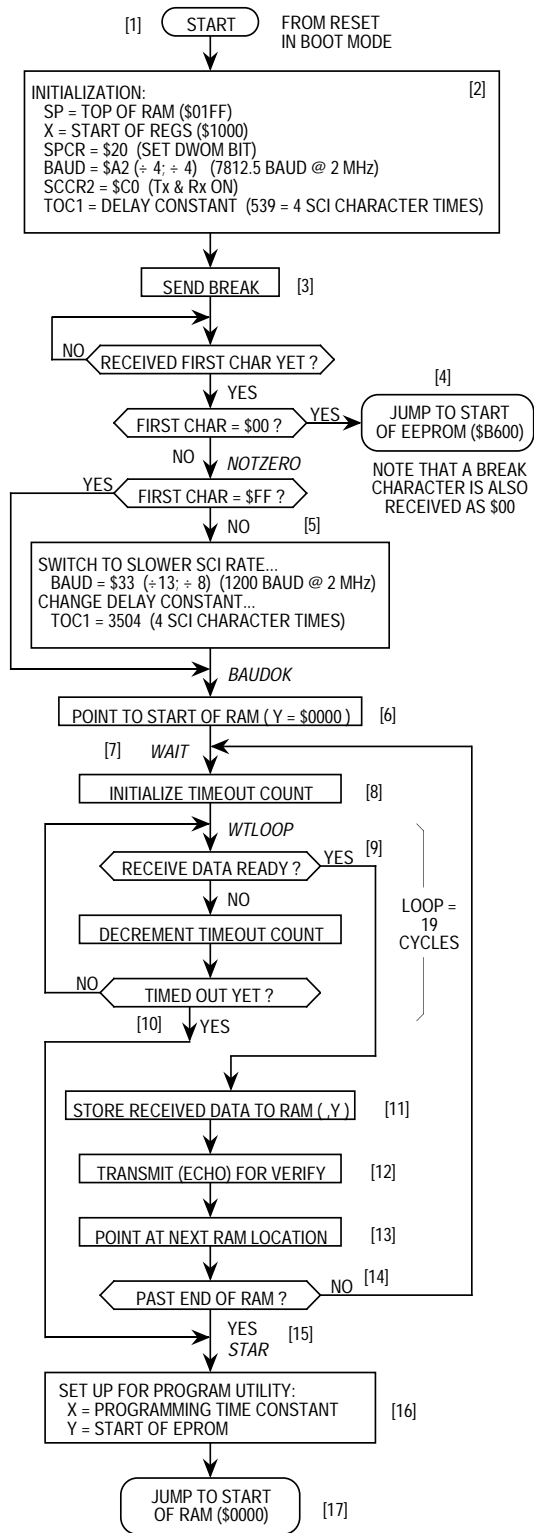 [1]
START
FROM RESET
IN BOOT MODE
INITIALIZATION:
[2]
SP = TOP OF RAM ($01FF)
X = START OF REGS ($1000)
SPCR = $20 (SET DWOM BIT)
BAUD = $A2 (÷ 4; ÷ 4) (7812.5 BAUD @ 2 MHz)
SCCR2 = $C0 (Tx & Rx ON)
TOC1 = DELAY CONSTANT (539 = 4 SCI CHARACTER TIMES)
SEND BREAK
[3]
NO
RECEIVED FIRST CHAR YET ?
YES
[4]
FIRST CHAR = $00 ?
YES
JUMP TO START
OF EEPROM ($B600)
NO
NOTZERO
NOTE THAT A BREAK
CHARACTER IS ALSO
RECEIVED AS $00
YES
FIRST CHAR = $FF ?
NO
[5]
SWITCH TO SLOWER SCI RATE...
BAUD = $33 (÷13; ÷ 8) (1200 BAUD @ 2 MHz)
CHANGE DELAY CONSTANT...
TOC1 = 3504 (4 SCI CHARACTER TIMES)
BAUDOK
POINT TO START OF RAM ( Y = $0000 )
[6]
[7]
WAIT
INITIALIZE TIMEOUT COUNT
[8]
WTLOOP
RECEIVE DATA READY ?
YES
[9]
NO
LOOP =
19
CYCLES
DECREMENT TIMEOUT COUNT
NO
TIMED OUT YET ?
[10]
YES
STORE RECEIVED DATA TO RAM ( ,Y )
[11]
TRANSMIT (ECHO) FOR VERIFY
[12]
POINT AT NEXT RAM LOCATION
[13]
PAST END OF RAM ?
NO
[14]
YES
[15]
STAR
SET UP FOR PROGRAM UTILITY:
X = PROGRAMMING TIME CONSTANT
Y = START OF EPROM
[16]
JUMP TO START
OF RAM ($0000)
[17]